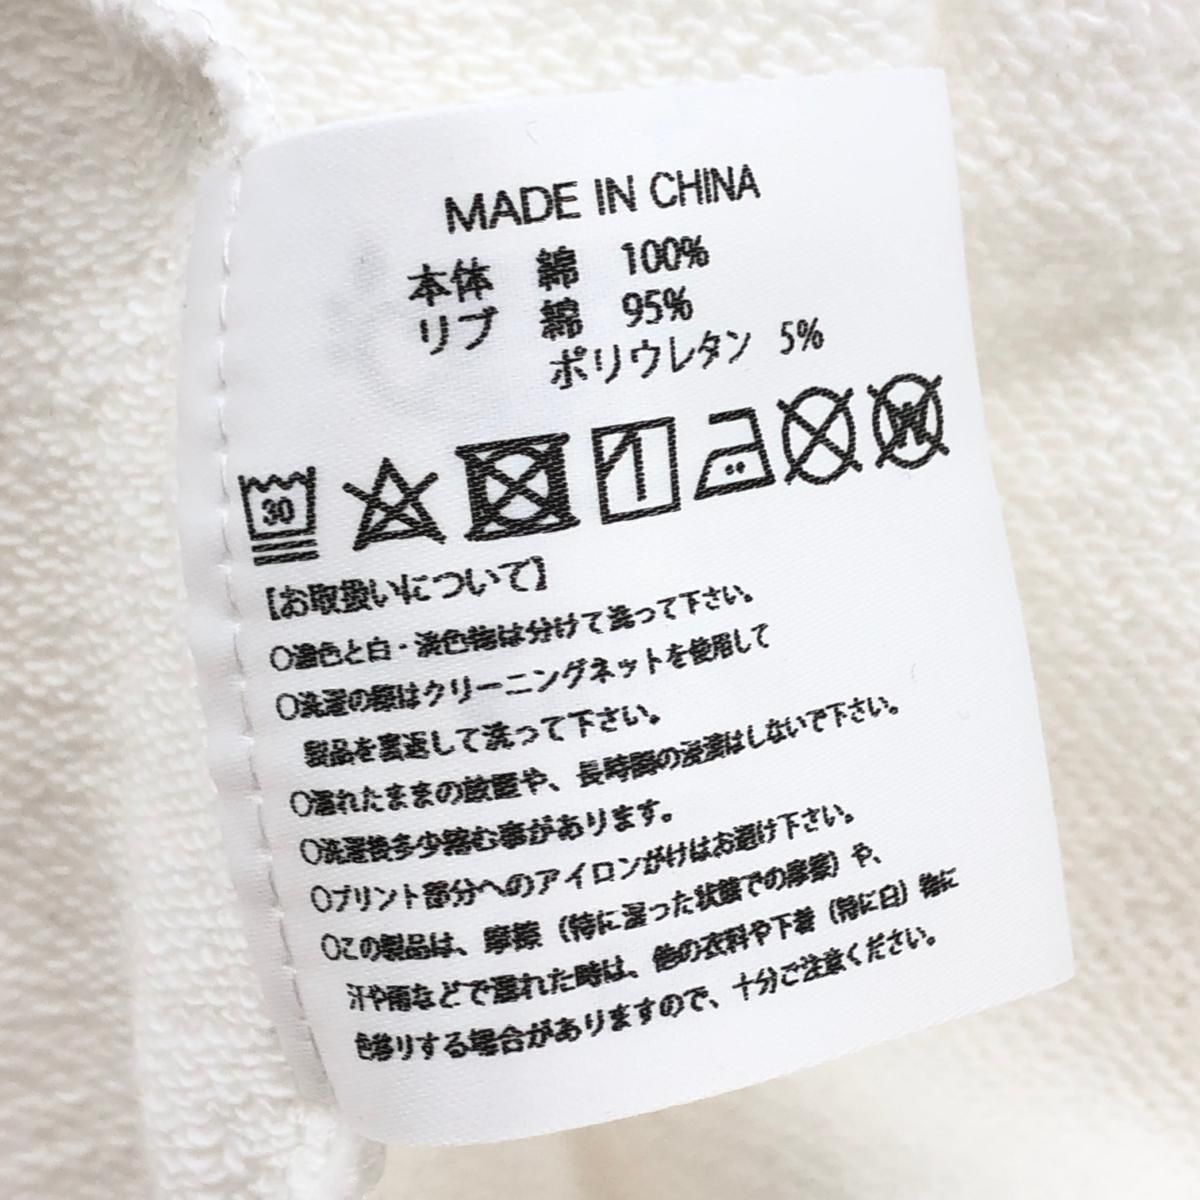 MADE IN CHINA
本体 綿 100%
リブ 綿 95%
ポリウレタン 5%
30
W
【お取扱いについて】
○濃色と白・淡色物は分けて洗って下さい。
○洗濯の際はクリーニングネットを使用して
製品を裏返して洗って下さい。
○濡れたままの放置や、長時間の浸漬はしないで下さい。
○洗濯後多少縮む事があります。
○プリント部分へのアイロンがけはお避け下さい。
○この製品は、摩擦（特に湿った状態での摩擦）や、
汗や雨などで濡れた時は、他の衣料や下着（特に白）物に
色移りする場合がありますので、十分ご注意ください。